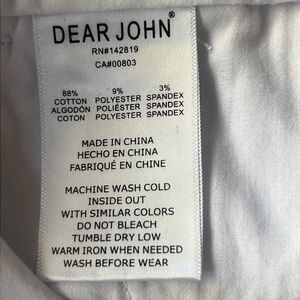 DEAR JOHN®
RN#142819
CA#00803
88% 9% 3%
COTTON POLYESTER SPANDEX
ALGODÓN POLIÉSTER SPANDEX
COTON POLYESTER SPANDEX
MADE IN CHINA
HECHO EN CHINA
FABRIQUÉ EN CHINE
MACHINE WASH COLD
INSIDE OUT
WITH SIMILAR COLORS
DO NOT BLEACH
TUMBLE DRY LOW
WARM IRON WHEN NEEDED
WASH BEFORE WEAR